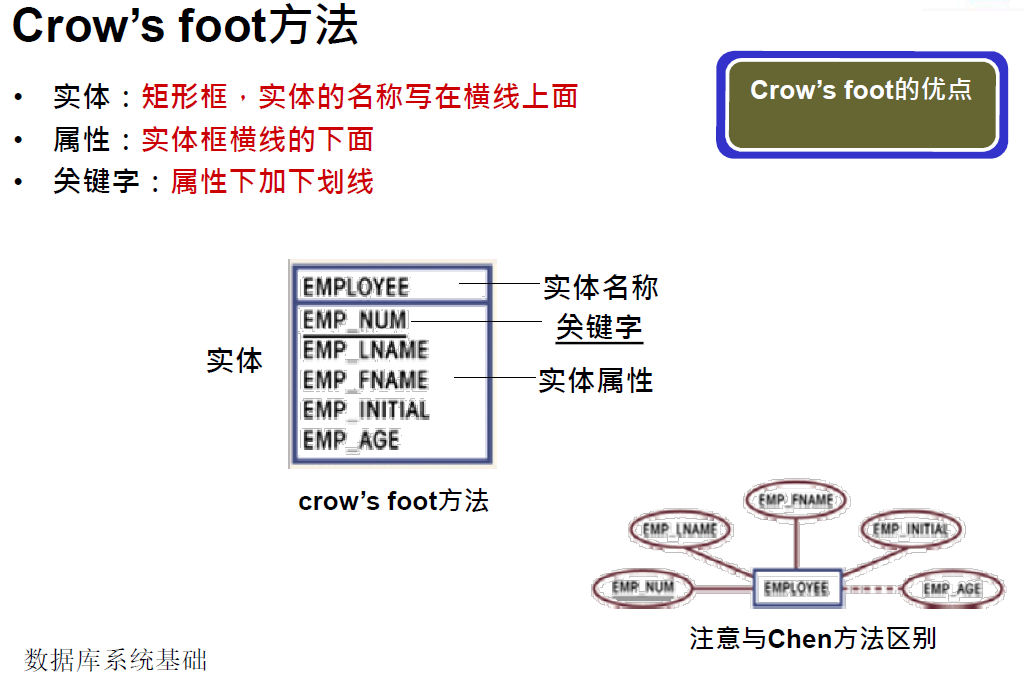 Crow’s foot方法
Crow’s foot的优点
• 实体：矩形框，实体的名称写在横线上面
• 属性：实体框横线的下面
• 关键字：属性下加下划线
EMPLOYEE
实体名称
EMP_NUM
关键字
EMP_LNAME
实体
EMP_FNAME
实体属性
EMP_INITIAL
EMP_AGE
crow’s foot方法
EMP_FNAME
EMP_LNAME
EMP_INITIAL
EMP_NUM
EMPLOYEE
EMP_AGE
注意与Chen方法区别
数据库系统基础